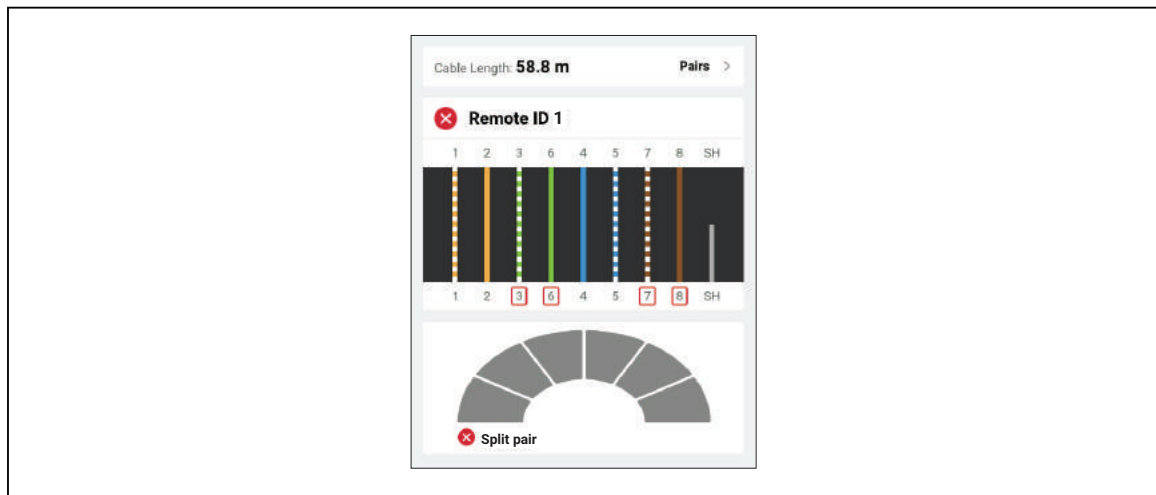 Cable Length: 58.8 m Pairs >
Remote ID 1
1 2 3 6 4 5 7 8 SH
1 2 3 6 4 5 7 8 SH
Split pair